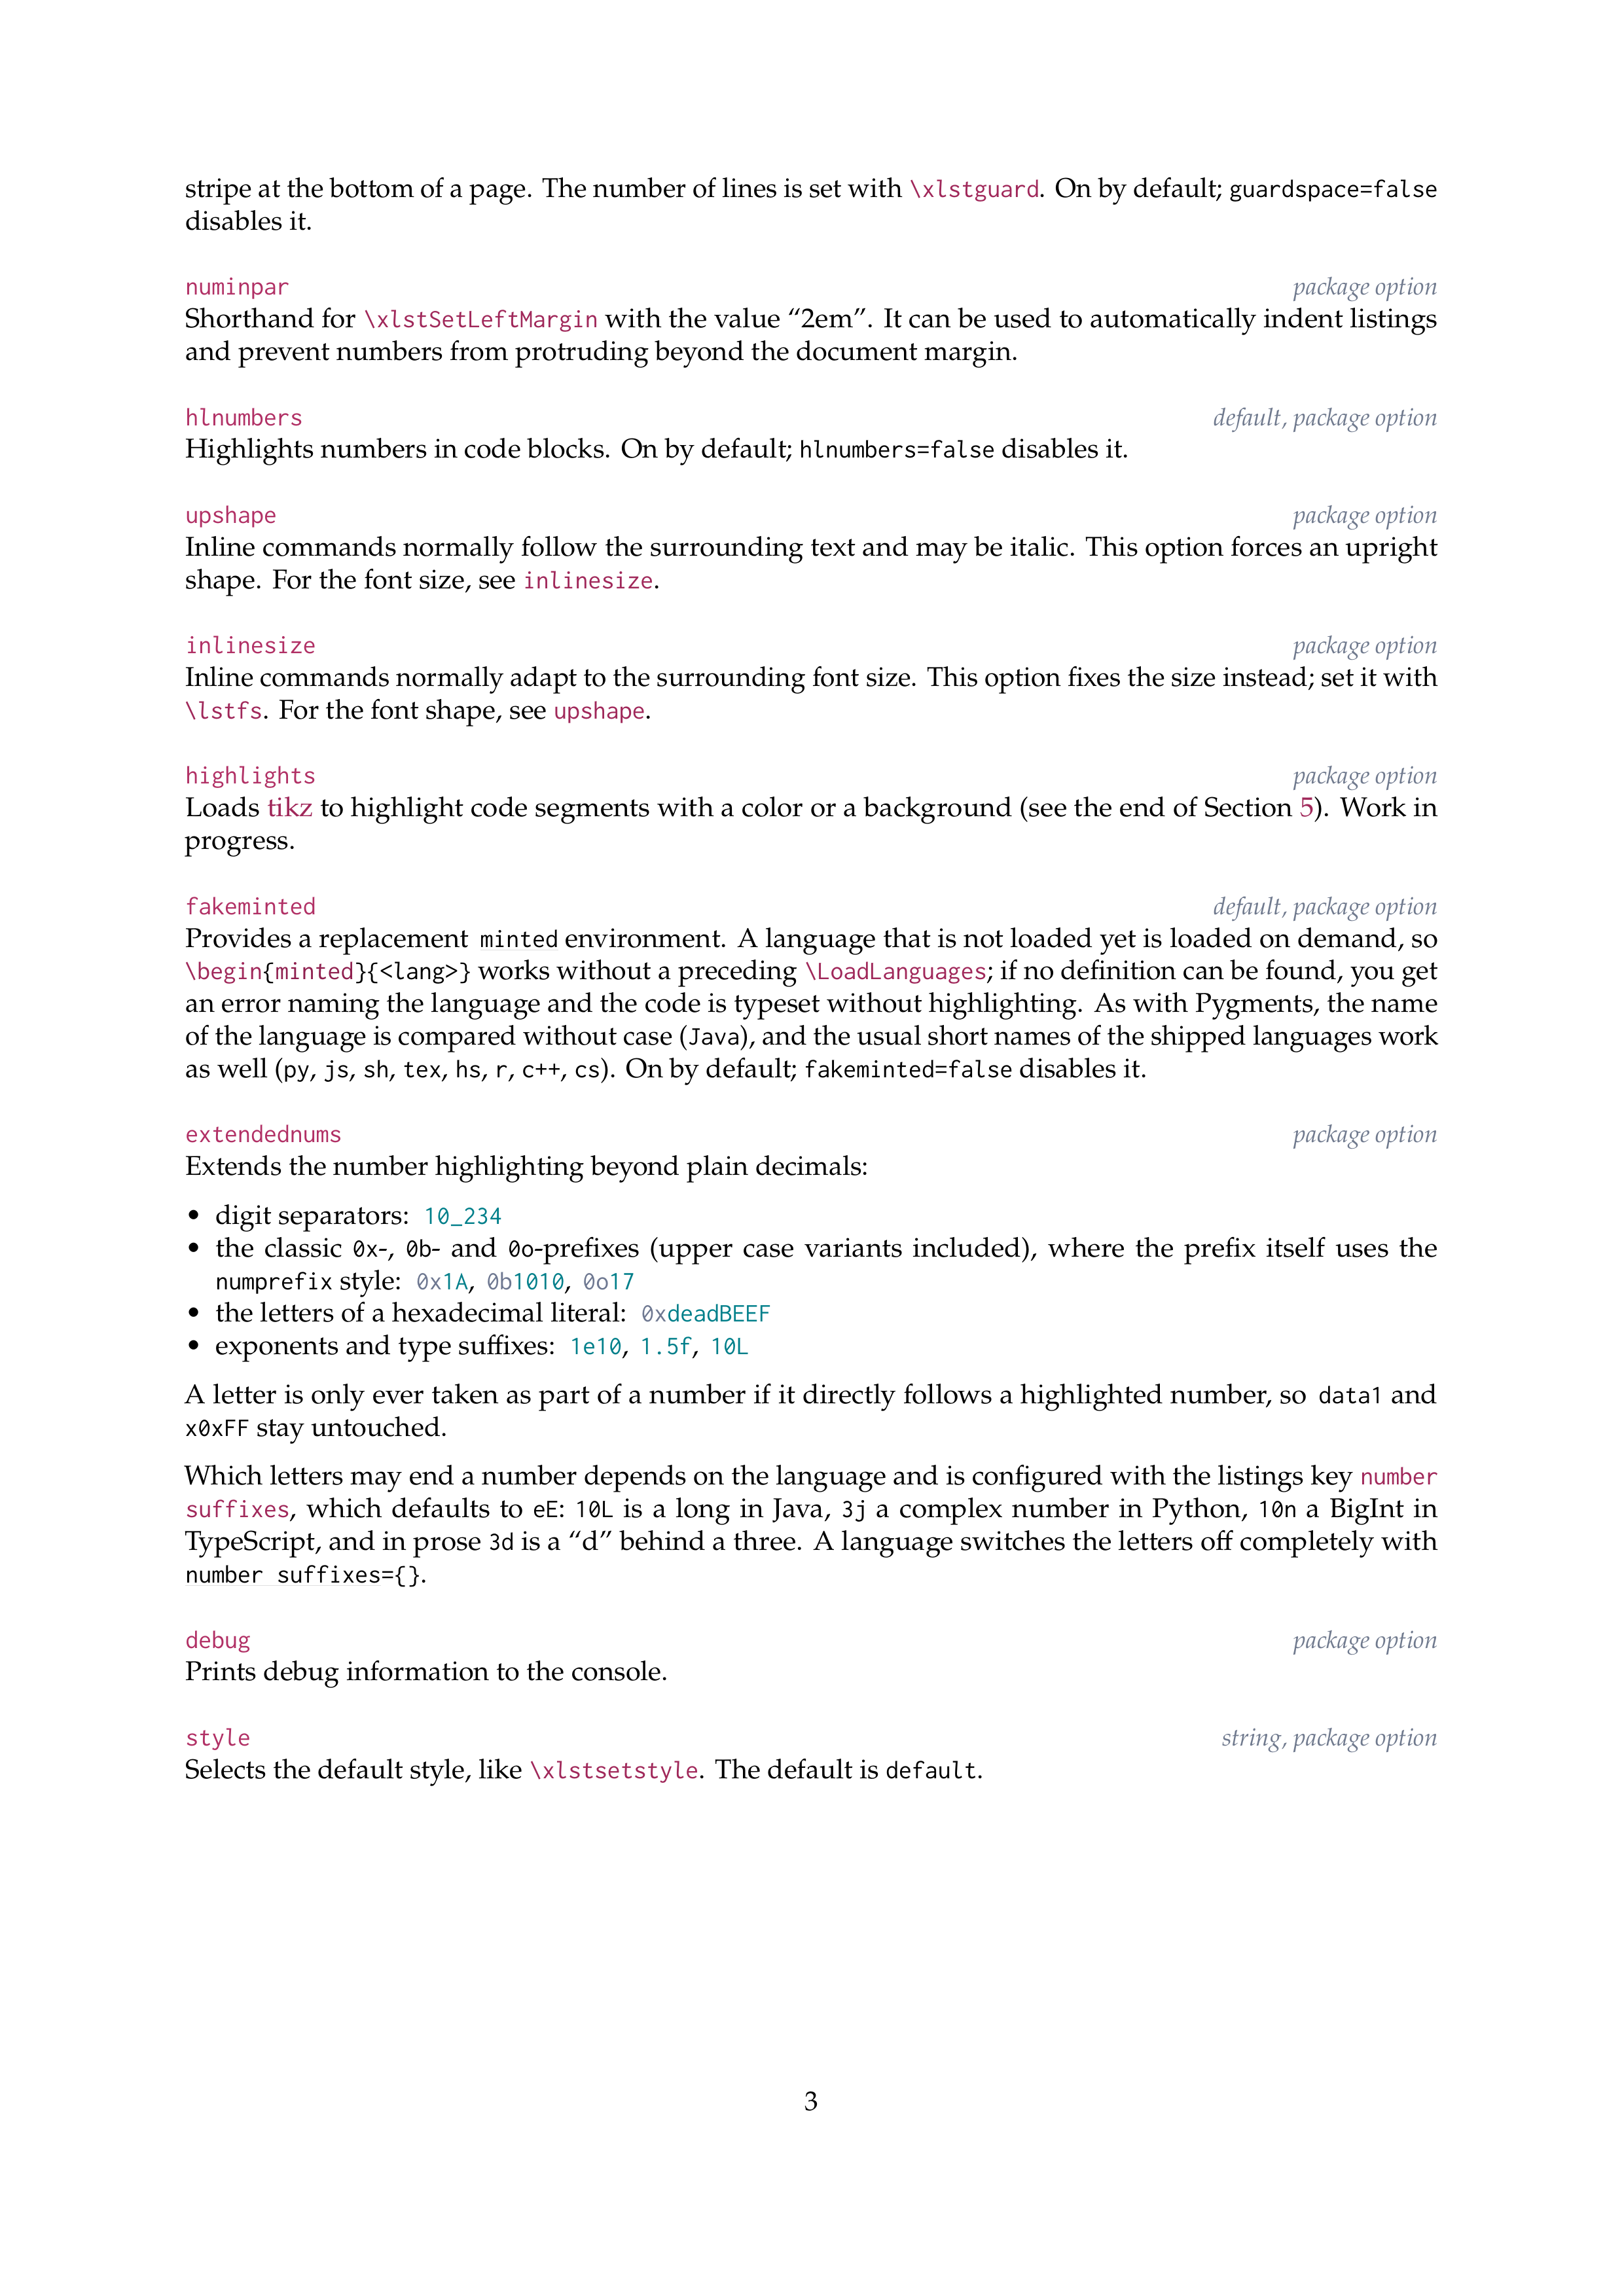 stripe at the bottom of a page. The number of lines is set with \xlstguard. On by default; guardspace=false
disables it.
numinpar package option
Shorthand for \xlstSetLeftMargin with the value “2em”. It can be used to automatically indent listings
and prevent numbers from protruding beyond the document margin.
hlnumbers default, package option
Highlights numbers in code blocks. On by default; hlnumbers=false disables it.
upshape package option
Inline commands normally follow the surrounding text and may be italic. This option forces an upright
shape. For the font size, see inlinesize.
inlinesize package option
Inline commands normally adapt to the surrounding font size. This option fixes the size instead; set it with
\lstfs. For the font shape, see upshape.
highlights package option
Loads tikz to highlight code segments with a color or a background (see the end of Section 5). Work in
progress.
fakeminted default, package option
Provides a replacement minted environment. A language that is not loaded yet is loaded on demand, so
\begin{minted}{<lang>} works without a preceding \LoadLanguages; if no definition can be found, you get
an error naming the language and the code is typeset without highlighting. As with Pygments, the name
of the language is compared without case (Java), and the usual short names of the shipped languages work
as well (py, js, sh, tex, hs, r, c++, cs). On by default; fakeminted=false disables it.
extendednums package option
Extends the number highlighting beyond plain decimals:
• digit separators: 10_234
• the classic 0x-, 0b- and 0o-prefixes (upper case variants included), where the prefix itself uses the
numprefix style: 0x1A, 0b1010, 0o17
• the letters of a hexadecimal literal: 0xdeadBEEF
• exponents and type suffixes: 1e10, 1.5f, 10L
A letter is only ever taken as part of a number if it directly follows a highlighted number, so data1 and
x0xFF stay untouched.
Which letters may end a number depends on the language and is configured with the listings key number
suffixes, which defaults to eE: 10L is a long in Java, 3j a complex number in Python, 10n a BigInt in
TypeScript, and in prose 3d is a “d” behind a three. A language switches the letters off completely with
number suffixes={}.
debug package option
Prints debug information to the console.
style string, package option
Selects the default style, like \xlstsetstyle. The default is default.
3